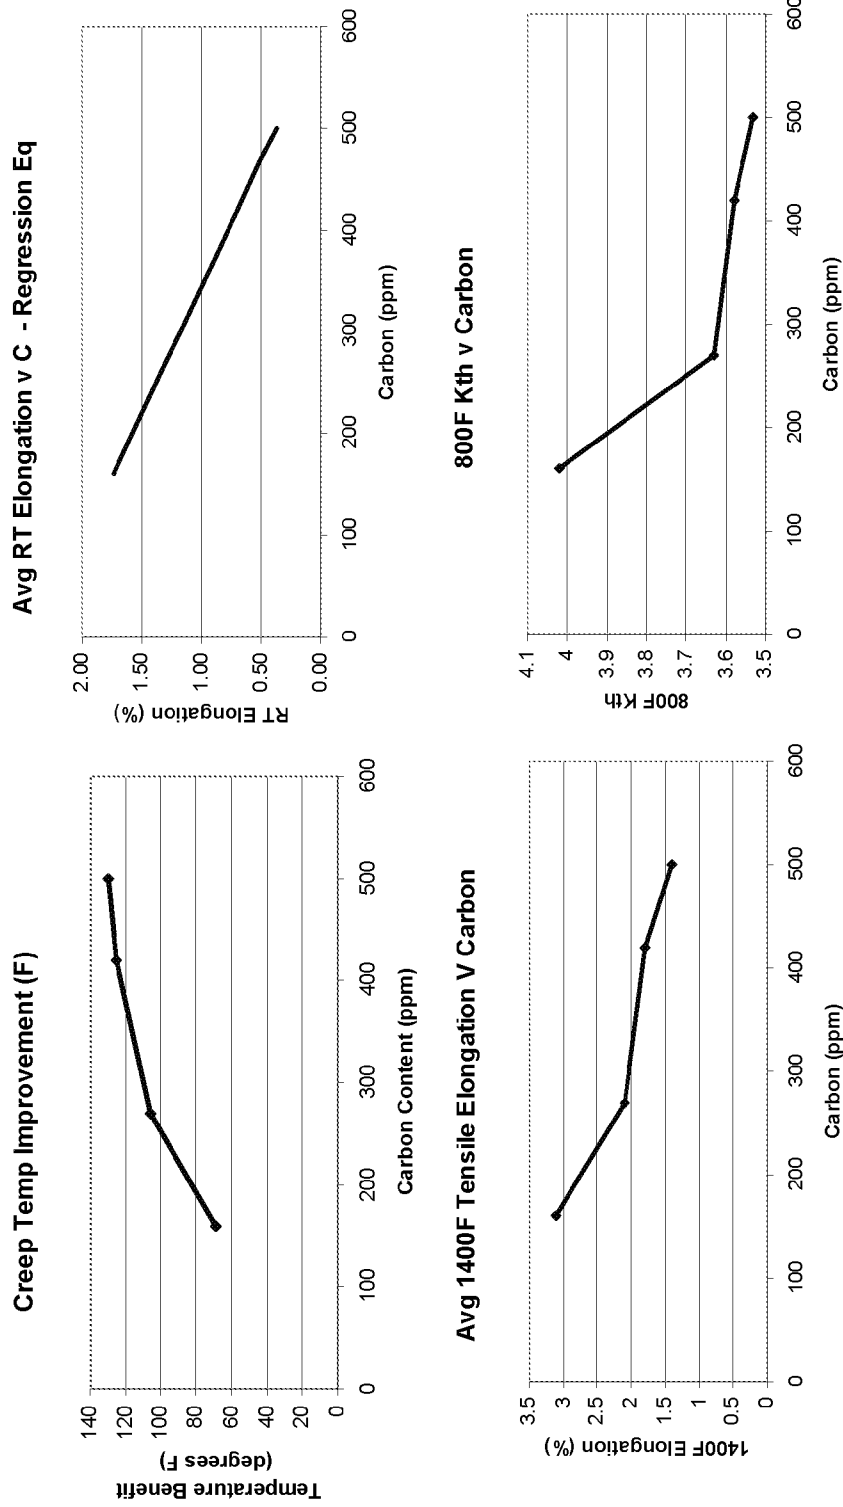 Creep Temp Improvement (F)
Temperature Benefit
(degrees F)
140
120
100
80
60
40
20
0
0 100 200 300 400 500 600
Carbon Content (ppm)
Avg RT Elongation v C - Regression Eq
RT Elongation (%)
2.00
1.50
1.00
0.50
0.00
0 100 200 300 400 500 600
Carbon (ppm)
Avg 1400F Tensile Elongation V Carbon
1400F Elongation (%)
3.5
3
2.5
2
1.5
1
0.5
0
0 100 200 300 400 500 600
Carbon (ppm)
800F Kth v Carbon
800F Kth
4.1
4
3.9
3.8
3.7
3.6
3.5
0 100 200 300 400 500 600
Carbon (ppm)